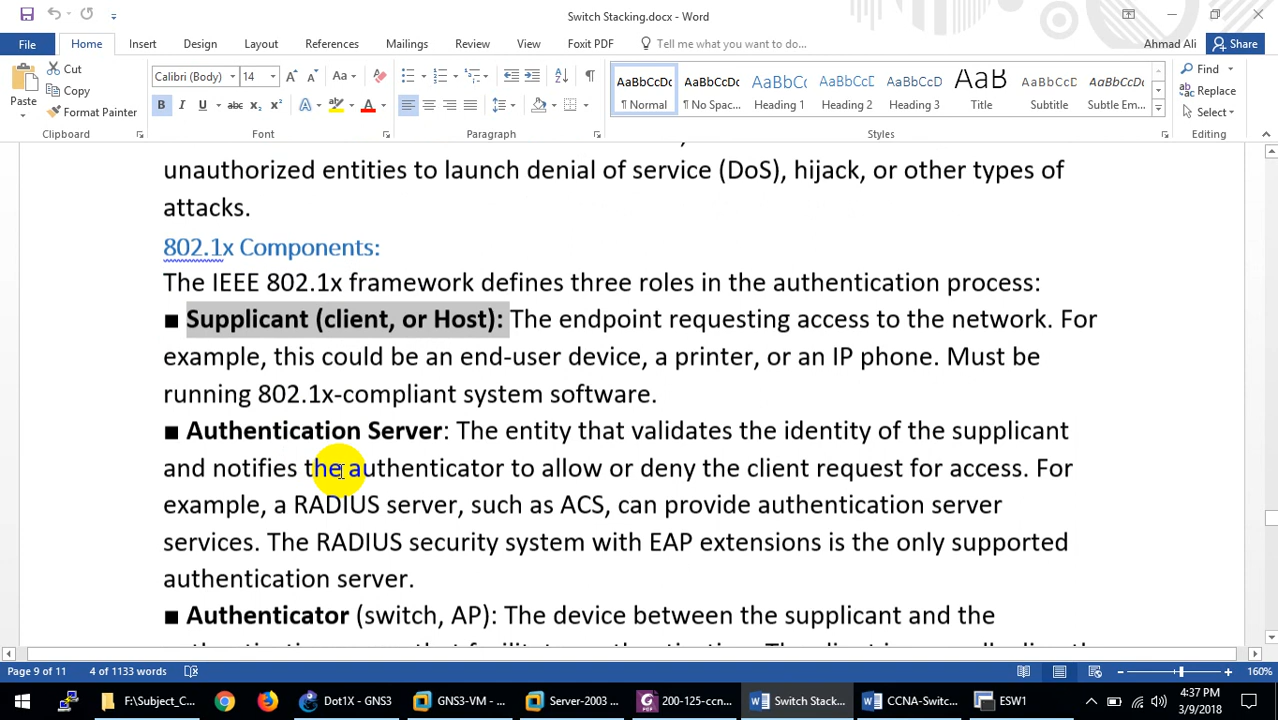 Switch Stacking.docx - Word
File
Home
Insert
Design
Layout
References
Mailings
Review
View
Foxit PDF
Tell me what you want to do...
Ahmad Ali
Share
Paste
Cut
Copy
Format Painter
Clipboard
Calibri (Body)
14
Font
Paragraph
AaBbCcDc
¶ Normal
AaBbCcDc
¶ No Spac...
AaBbCc
Heading 1
AaBbCcC
Heading 2
AaBbCcDc
Heading 3
AaB
Title
AaBbCcC
Subtitle
AaBbCcDc
Subtle Em...
Styles
Find
Replace
Select
Editing
unauthorized entities to launch denial of service (DoS), hijack, or other types of
attacks.
802.1x Components:
The IEEE 802.1x framework defines three roles in the authentication process:
■ Supplicant (client, or Host): The endpoint requesting access to the network. For
example, this could be an end-user device, a printer, or an IP phone. Must be
running 802.1x-compliant system software.
■ Authentication Server: The entity that validates the identity of the supplicant
and notifies the authenticator to allow or deny the client request for access. For
example, a RADIUS server, such as ACS, can provide authentication server
services. The RADIUS security system with EAP extensions is the only supported
authentication server.
■ Authenticator (switch, AP): The device between the supplicant and the
Page 9 of 11
4 of 1133 words
160%
F:\Subject_C...
Dot1X - GNS3
GNS3-VM - ...
Server-2003 ...
200-125-ccn...
Switch Stack...
CCNA-Switc...
ESW1
4:37 PM
3/9/2018